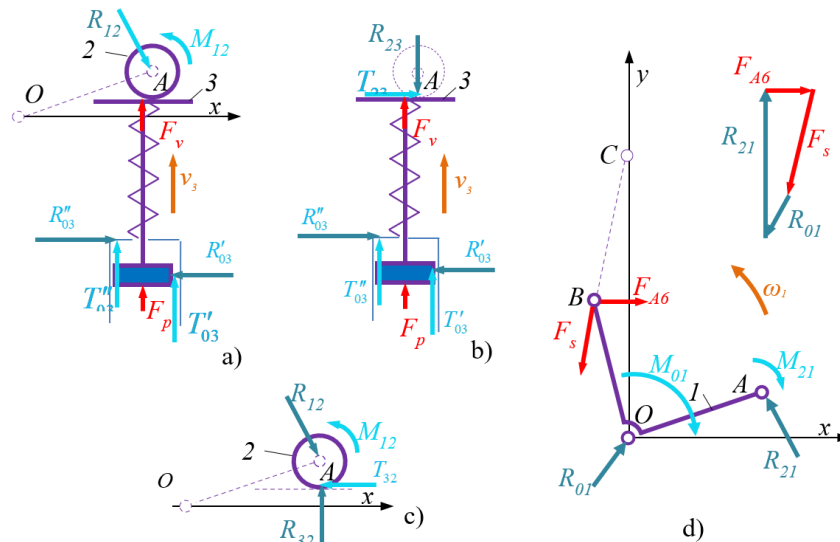 R12
2
M12
A
3
O
x
Fv
v3
R″03
R′03
T″03
Fp
T′03
a)
R23
A
3
Fv
v3
R″03
R′03
T″03
T′03
Fp
b)
R12
2
M12
A
T32
O
x
R32
c)
y
FA6
R21
Fs
R01
C
ω1
B
FA6
Fs
M01
M21
1
A
O
x
R01
R21
d)